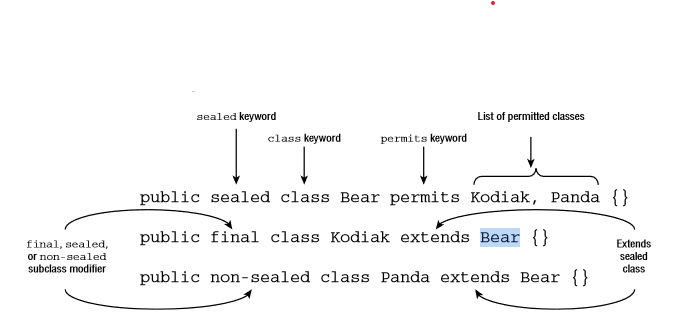 sealed keyword
List of permitted classes
class keyword
permits keyword
public sealed class Bear permits Kodiak, Panda {}
public final class Kodiak extends Bear {}
final, sealed,
or non-sealed
subclass modifier
Extends
sealed
class
public non-sealed class Panda extends Bear {}